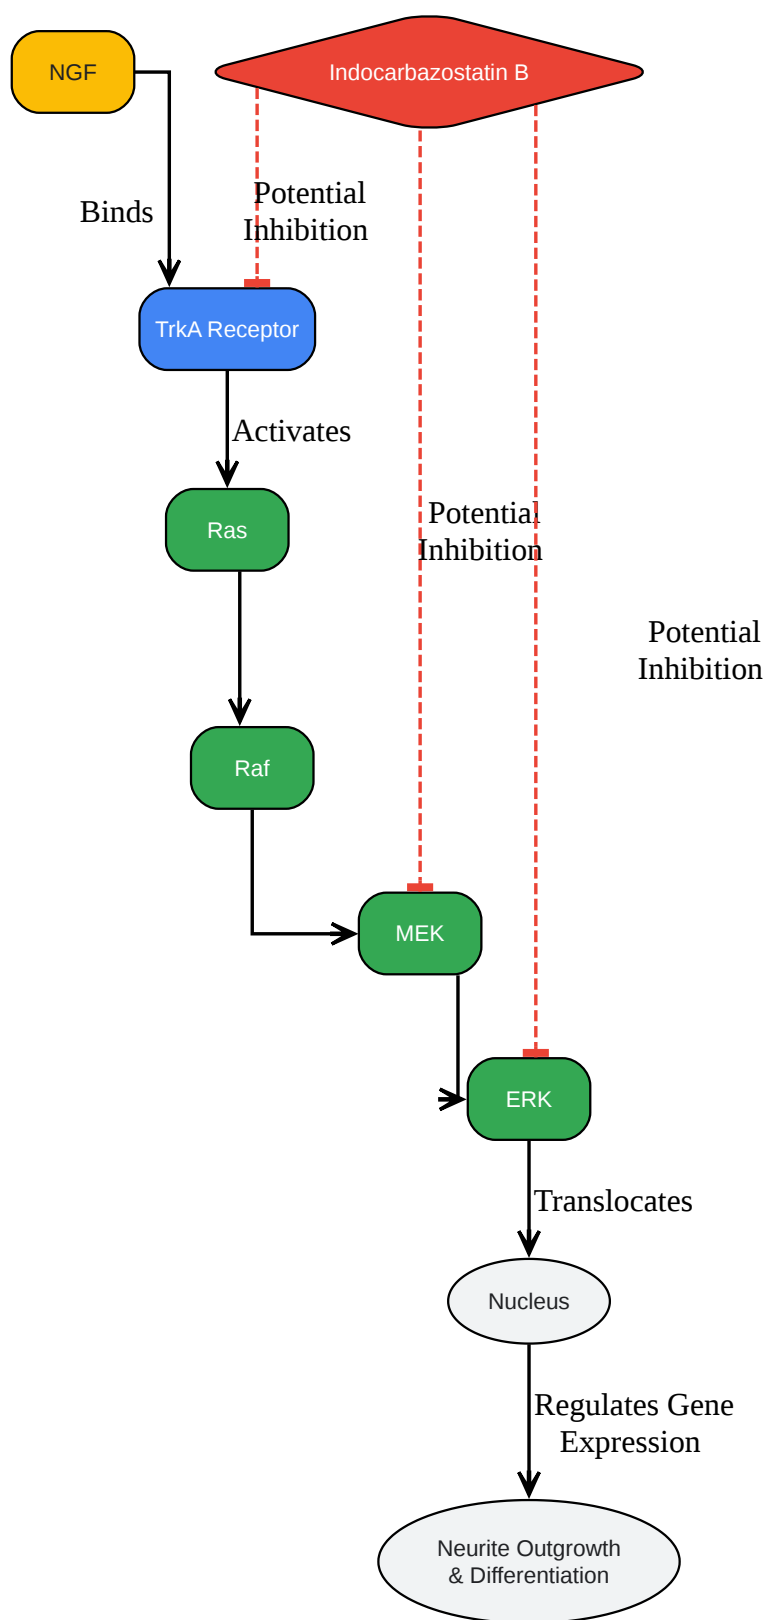 NGF
Indocarbazostatin B
Binds
Potential
Inhibition
TrkA Receptor
Activates
Ras
Potential
Inhibition
Potential
Inhibition
Raf
MEK
ERK
Translocates
Nucleus
Regulates Gene
Expression
Neurite Outgrowth
& Differentiation